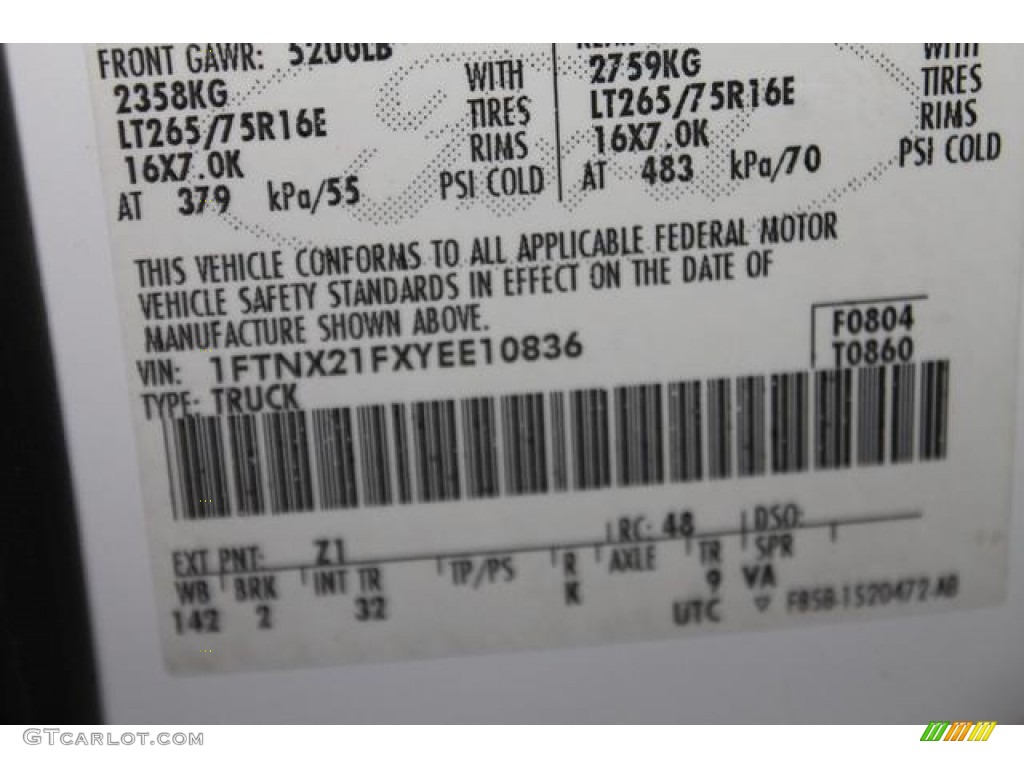 FRONT GAWR: 5200LB
2358KG WITH
LT265/75R16E TIRES
16X7.0K RIMS
AT 379 kPa/55 PSI COLD
WITH
2759KG TIRES
LT265/75R16E RIMS
16X7.0K
AT 483 kPa/70 PSI COLD
THIS VEHICLE CONFORMS TO ALL APPLICABLE FEDERAL MOTOR
VEHICLE SAFETY STANDARDS IN EFFECT ON THE DATE OF
MANUFACTURE SHOWN ABOVE.
VIN: 1FTNX21FXYEE10836
F0804
T0860
TYPE: TRUCK
EXT PNT: Z1 RC: 48 DSO:
WB BRK INT TR TP/PS R AXLE TR SPR
142 2 32 K 9 VA
UTC F85B-1520472-AB
GTCarLot.com